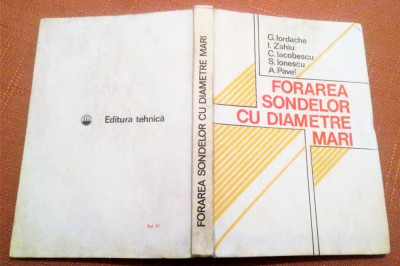 G. Iordache
I. Zahiu
C. Iacobescu
S. Ionescu
A. Pavel
FORAREA
SONDELOR
CU DIAMETRE
MARI
FORAREA SONDELOR CU DIAMETRE MARI
Editura tehnică